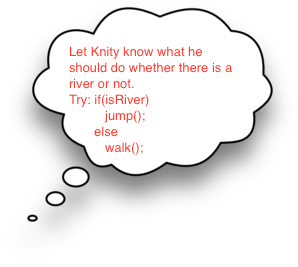 Let Knity know what he
should do whether there is a
river or not.
Try: if(isRiver)
jump();
else
walk();